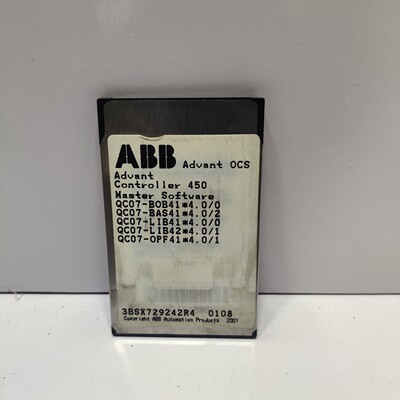 ABB Advant OCS
Advant
Controller 450
Master Software
QC07-BOB41*4.0/0
QC07-BAS41*4.0/2
QC07-LIB41*4.0/0
QC07-LIB42*4.0/1
QC07-OPF41*4.0/1
3BSX729242R4 0108
Copyright ABB Automation Products 2001